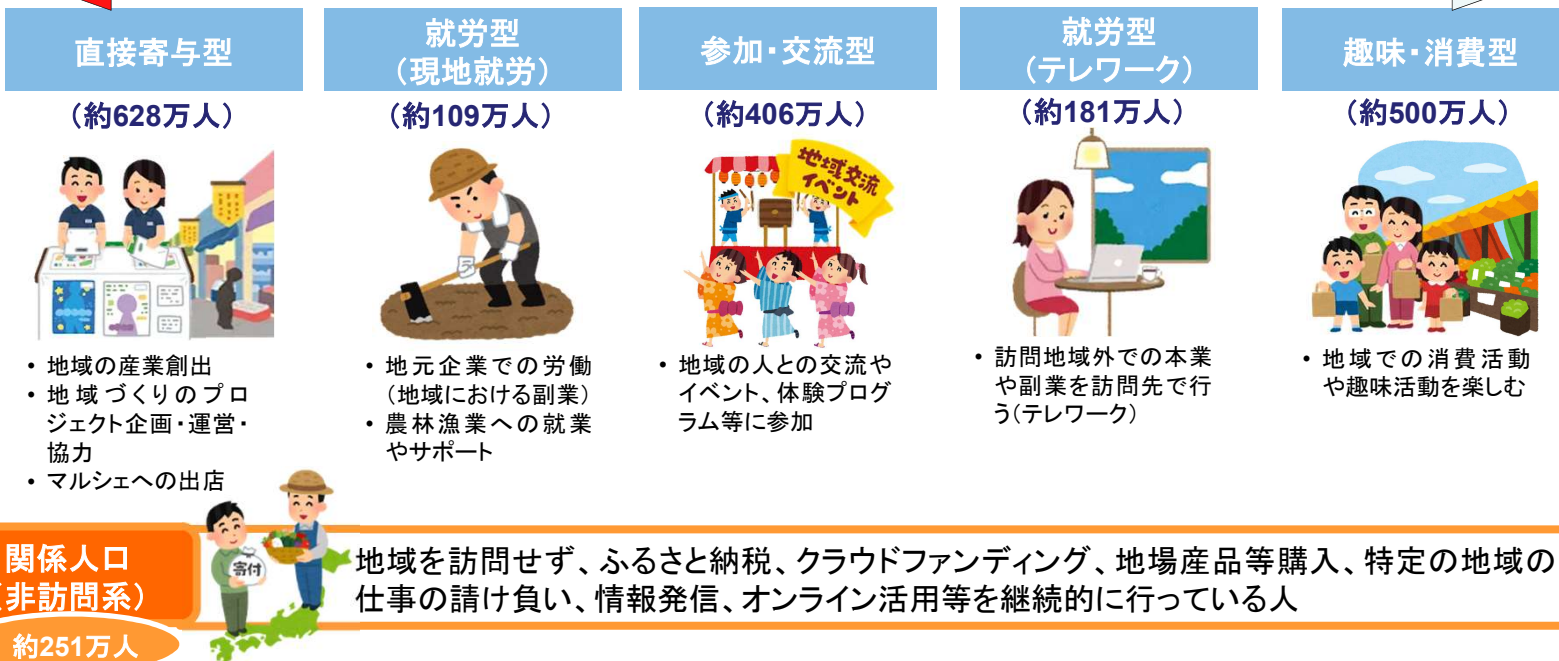 直接寄与型
(約628万人)
・地域の産業創出
・地域づくりのプロ
ジェクト企画・運営・
協力
・マルシェへの出店
就労型
(現地就労)
(約109万人)
・地元企業での労働
(地域における副業)
・農林漁業への就業
やサポート
参加・交流型
(約406万人)
地域交流
イベント
・地域の人との交流や
イベント、体験プログ
ラム等に参加
就労型
(テレワーク)
(約181万人)
・訪問地域外での本業
や副業を訪問先で行
う(テレワーク)
趣味・消費型
(約500万人)
・地域での消費活動
や趣味活動を楽しむ
関係人口
(非訪問系)
約251万人
寄付
地域を訪問せず、ふるさと納税、クラウドファンディング、地場産品等購入、特定の地域の
仕事の請け負い、情報発信、オンライン活用等を継続的に行っている人